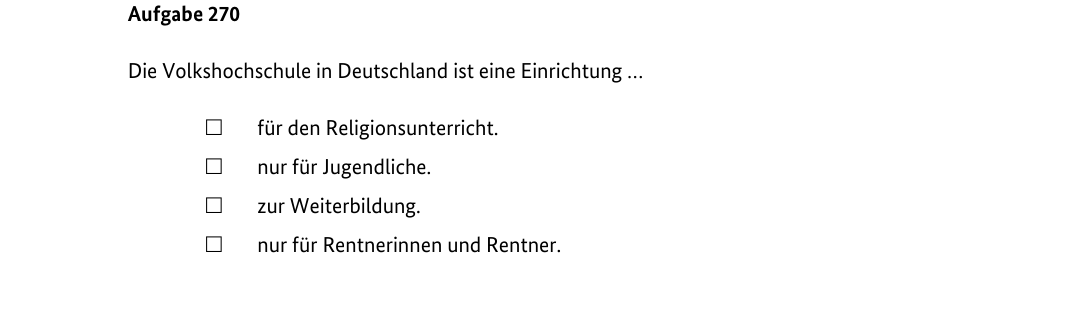 Aufgabe 270
Die Volkshochschule in Deutschland ist eine Einrichtung …
☐ für den Religionsunterricht.
☐ nur für Jugendliche.
☐ zur Weiterbildung.
☐ nur für Rentnerinnen und Rentner.